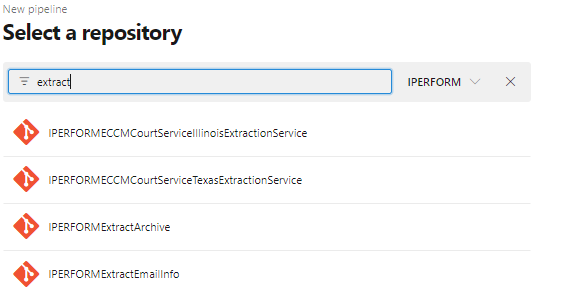 New pipeline
Select a repository
extract
IPERFORM
IPERFORMECCMCourtServiceIllinoisExtractionService
IPERFORMECCMCourtServiceTexasExtractionService
IPERFORMExtractArchive
IPERFORMExtractEmailInfo